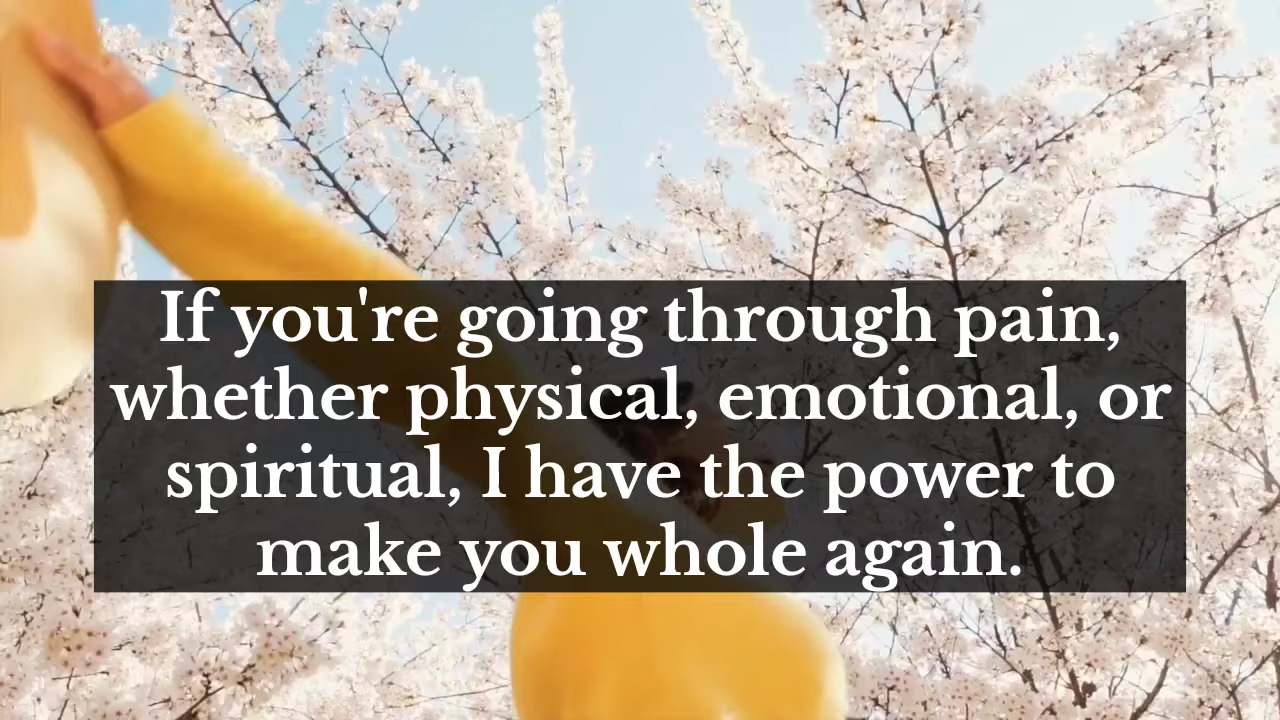 If you're going through pain,
whether physical, emotional, or
spiritual, I have the power to
make you whole again.